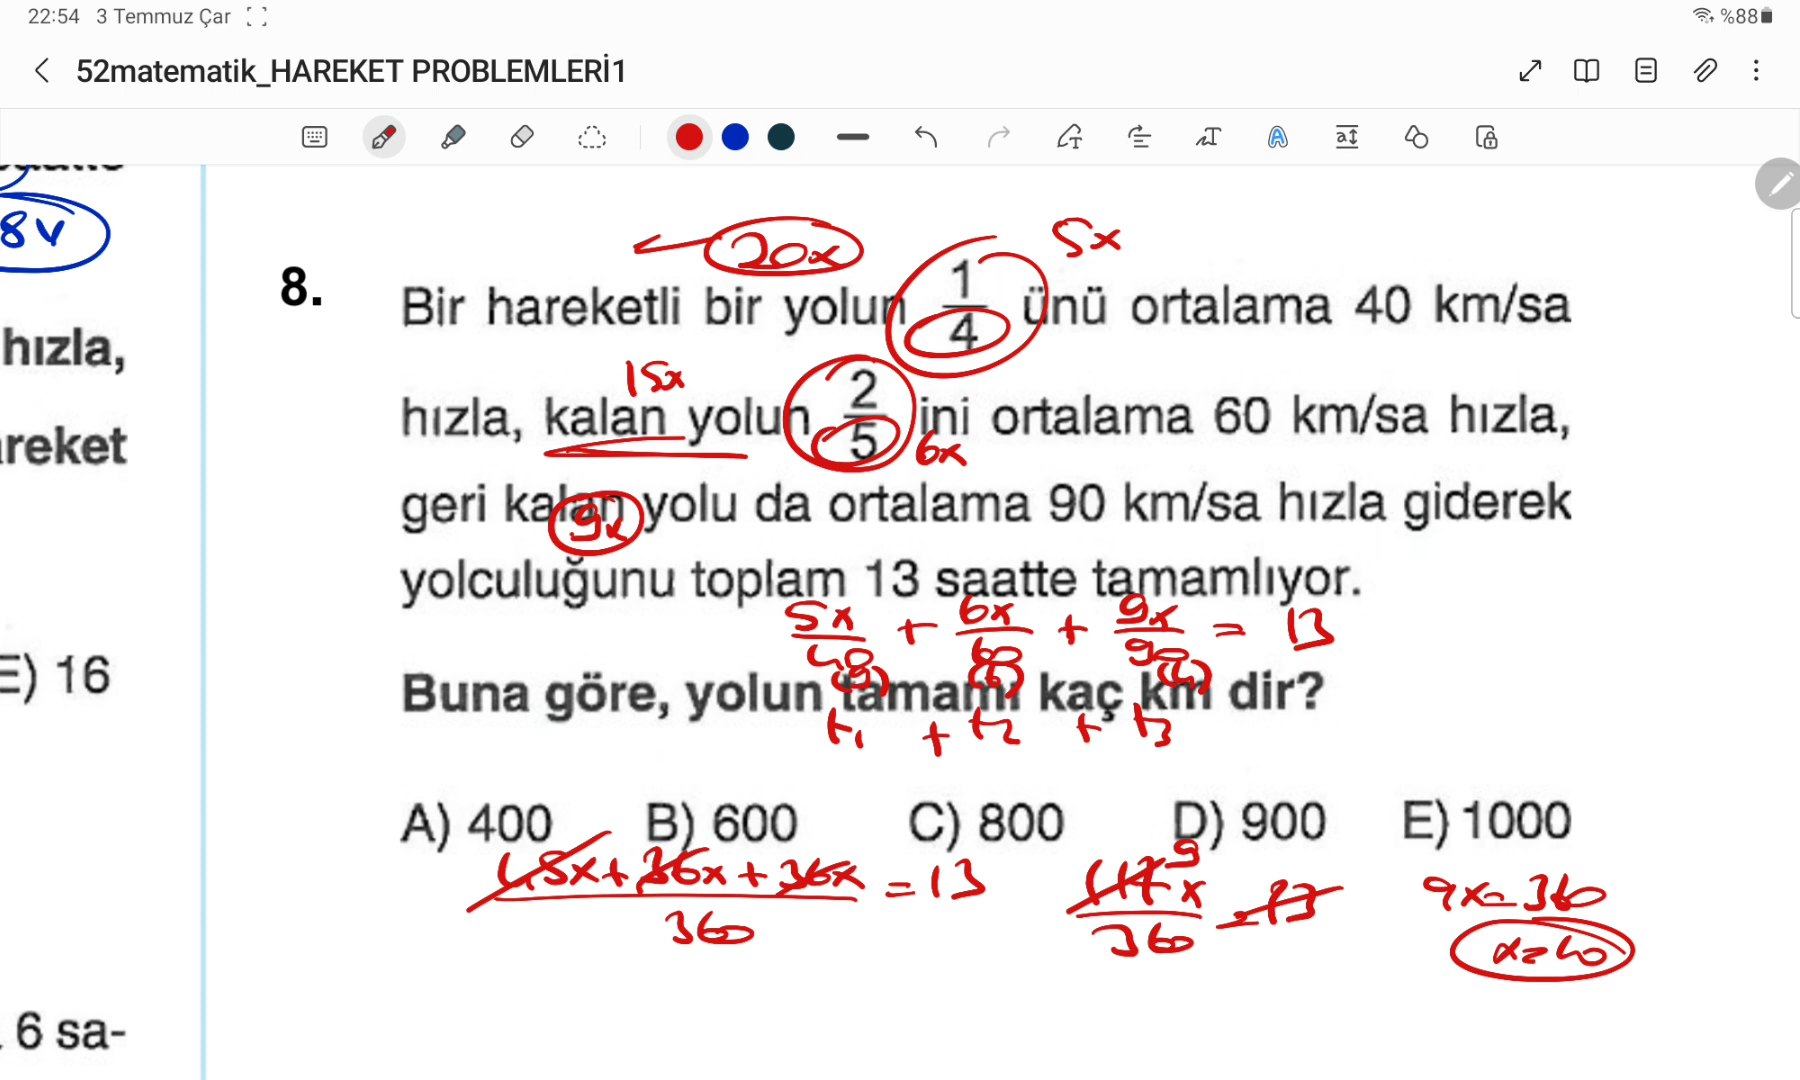 22:54 3 Temmuz Çar %88
52matematik_HAREKET PROBLEMLERİ1
8v
hızla,
reket
E) 16
6 sa-
20x 5x
8. Bir hareketli bir yolun 1/4 ünü ortalama 40 km/sa
15x
hızla, kalan yolun 2/5 ini ortalama 60 km/sa hızla,
6x
geri kalan yolu da ortalama 90 km/sa hızla giderek
9x
yolculuğunu toplam 13 saatte tamamlıyor.
5x/40 + 6x/60 + 9x/90 = 13
(9) (6) (4)
Buna göre, yolun tamamı kaç km dir?
t1 + t2 + t3
A) 400 B) 600 C) 800 D) 900 E) 1000
45x+36x+36x/360 = 13 117x/360 = 13 9x=360
9
x=40